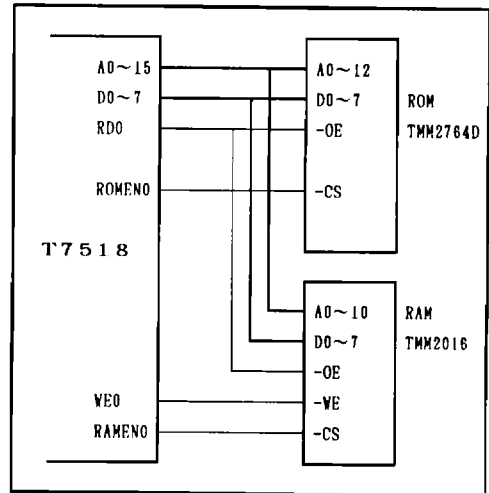 A0~15
D0~7
RD0
ROMEN0
T7518
WE0
RAMEN0
A0~12
D0~7
-OE
-CS
ROM
TMM2764D
A0~10
D0~7
-OE
-WE
-CS
RAM
TMM2016